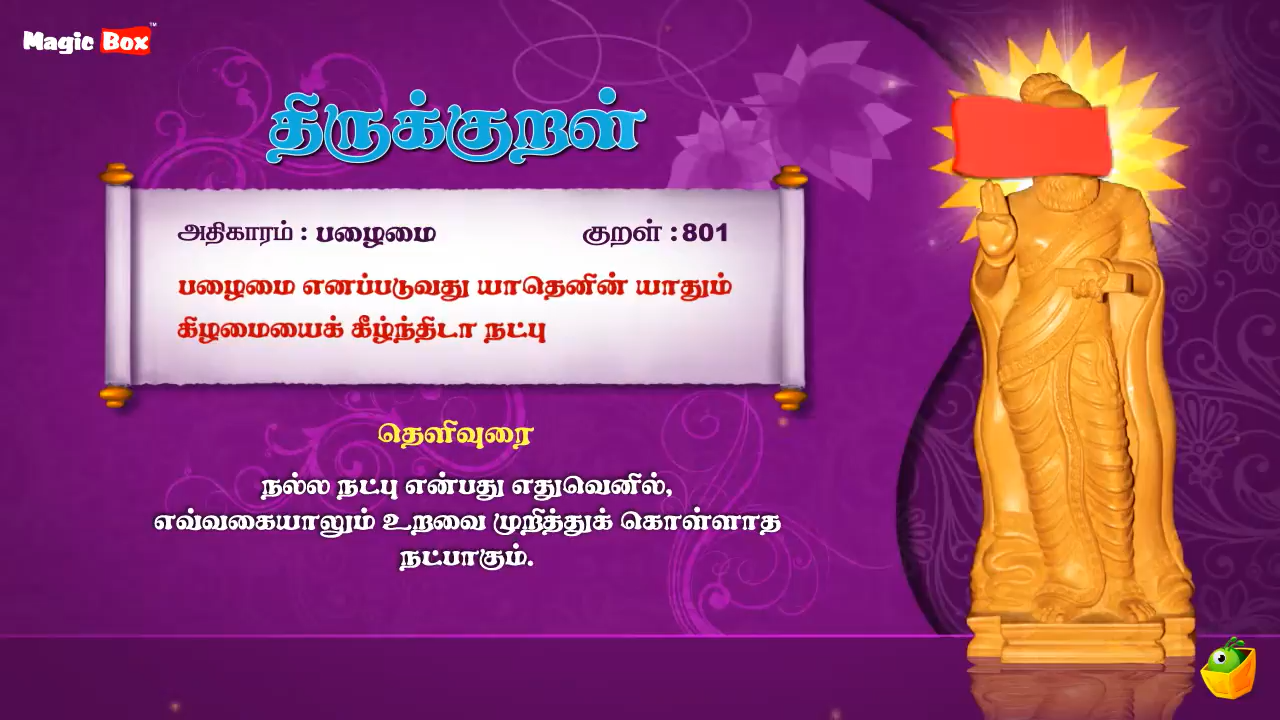 Magic Box™
திருக்குறள்
அதிகாரம் : பழைமை குறள் : 801
பழைமை எனப்படுவது யாதெனின் யாதும்
கிழமையைக் கீழ்ந்திடா நட்பு
தெளிவுரை
நல்ல நட்பு என்பது எதுவெனில்,
எவ்வகையாலும் உறவை முறித்துக் கொள்ளாத
நட்பாகும்.